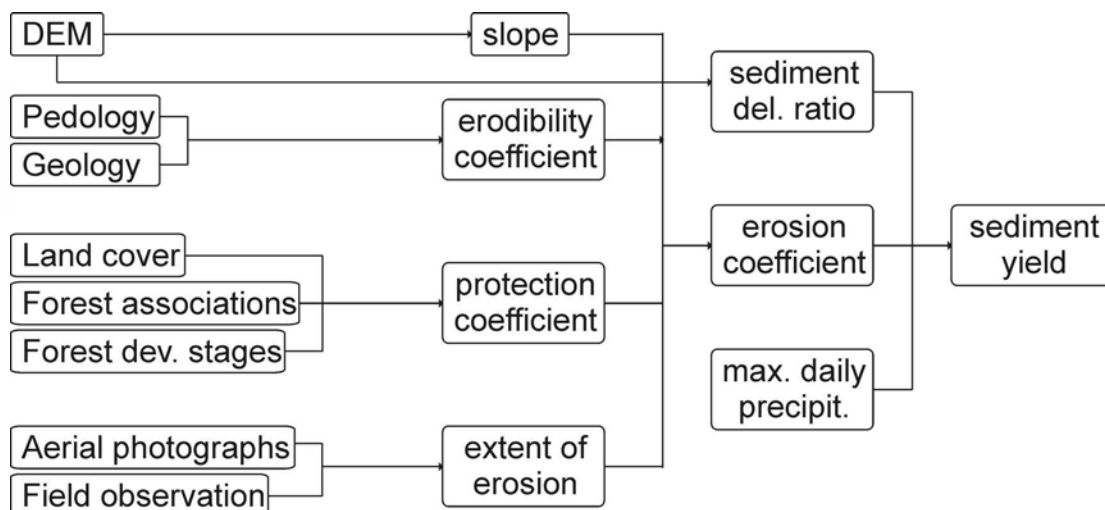 DEM
slope
sediment
del. ratio
Pedology
Geology
erodibility
coefficient
Land cover
Forest associations
Forest dev. stages
protection
coefficient
erosion
coefficient
sediment
yield
max. daily
precipit.
Aerial photographs
Field observation
extent of
erosion